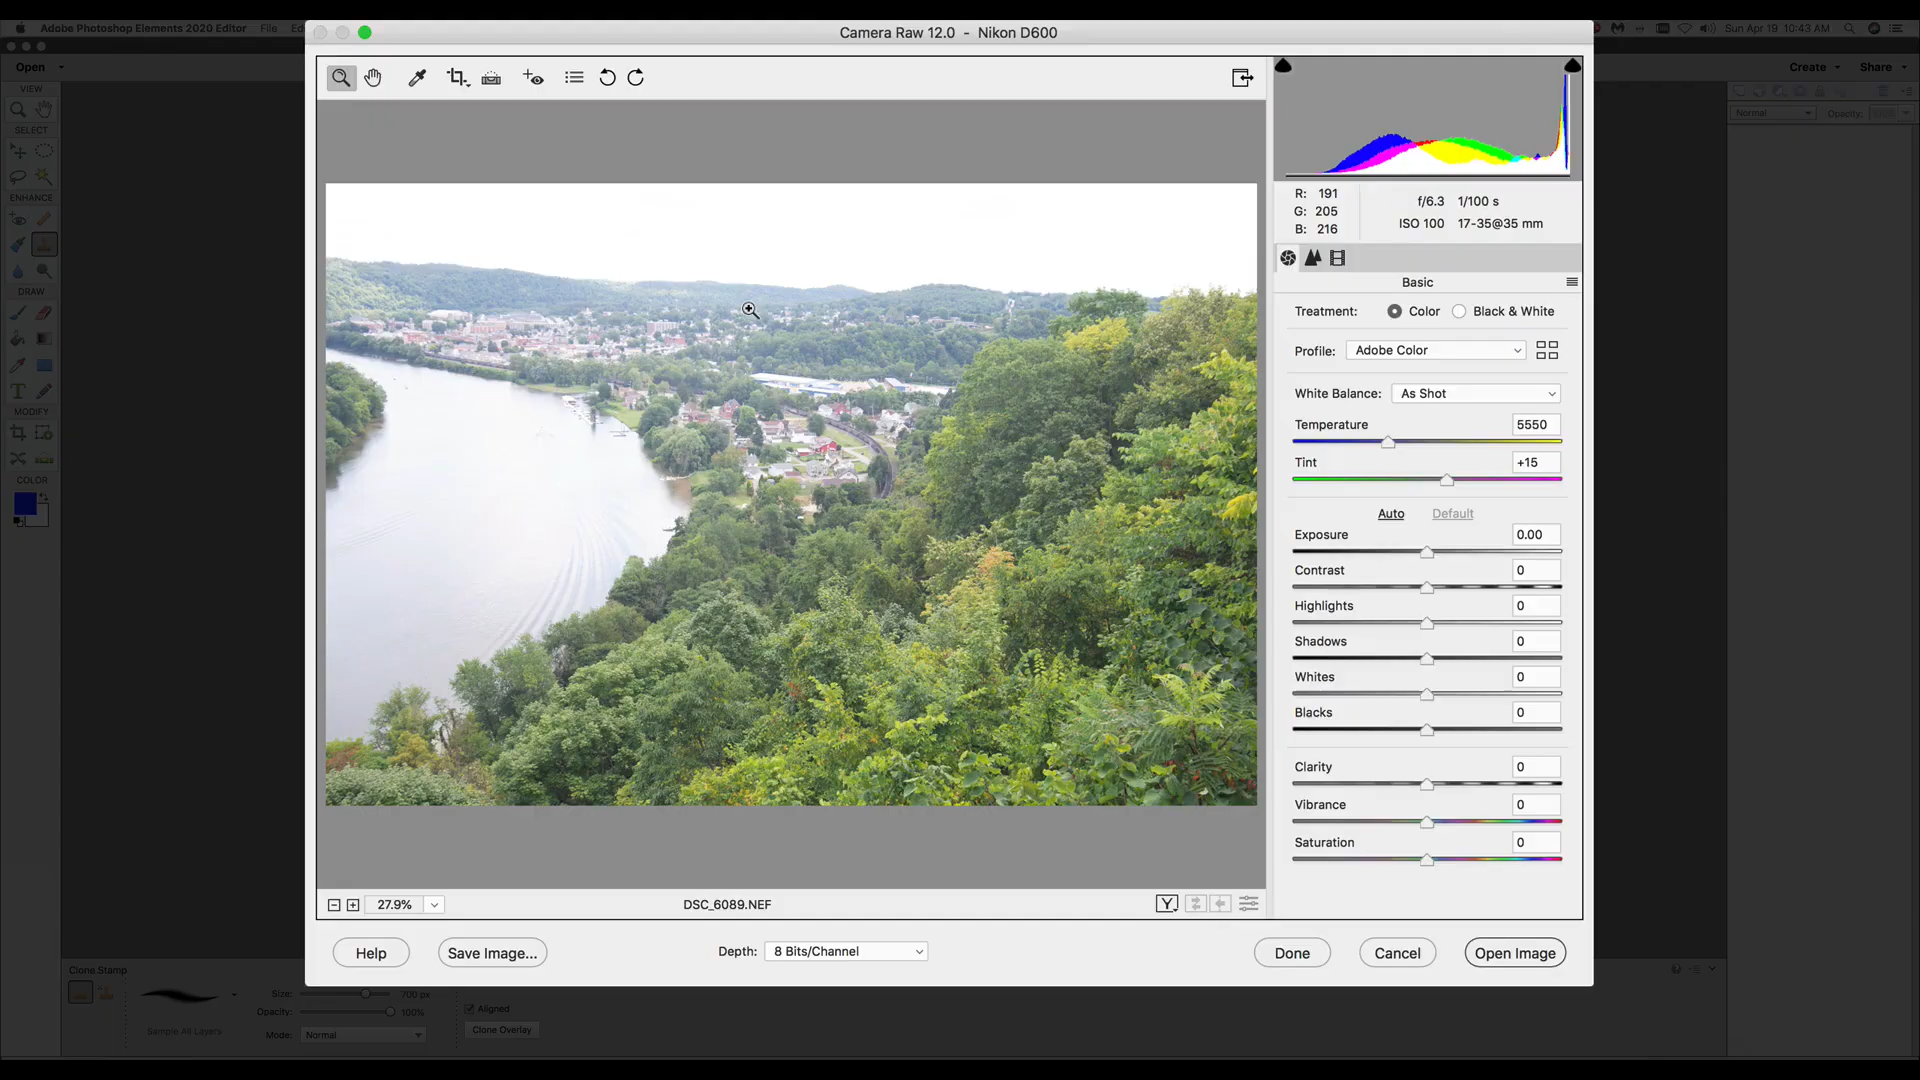 Adobe Photoshop Elements 2020 Editor File
Camera Raw 12.0 - Nikon D600
Sun Apr 19 10:43 AM
Open
Create Share
VIEW
SELECT
ENHANCE
DRAW
MODIFY
COLOR
Normal Opacity:
R: 191
G: 205
B: 216
f/6.3 1/100 s
ISO 100 17-35@35 mm
Basic
Treatment: Color Black & White
Profile: Adobe Color
White Balance: As Shot
Temperature 5550
Tint +15
Auto Default
Exposure 0.00
Contrast 0
Highlights 0
Shadows 0
Whites 0
Blacks 0
Clarity 0
Vibrance 0
Saturation 0
27.9% DSC_6089.NEF Y
Help Save Image... Depth: 8 Bits/Channel Done Cancel Open Image
Clone Stamp
Size: 700 px
Opacity: 100%
Mode: Normal
Sample All Layers
Aligned
Clone Overlay